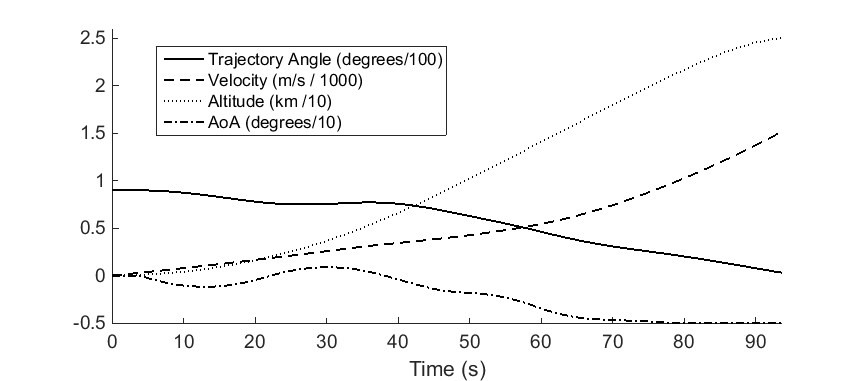 2.5
2
1.5
1
0.5
0
-0.5
Trajectory Angle (degrees/100)
Velocity (m/s / 1000)
Altitude (km /10)
AoA (degrees/10)
0 10 20 30 40 50 60 70 80 90
Time (s)